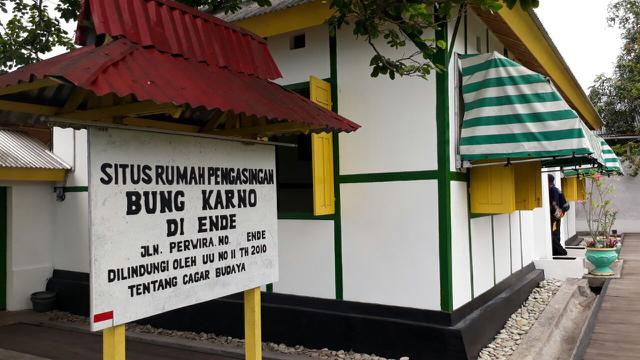 SITUS RUMAH PENGASINGAN
BUNG KARNO
DI ENDE
JLN. PERWIRA. NO. ENDE
DILINDUNGI OLEH UU NO II TH 2010
TENTANG CAGAR BUDAYA